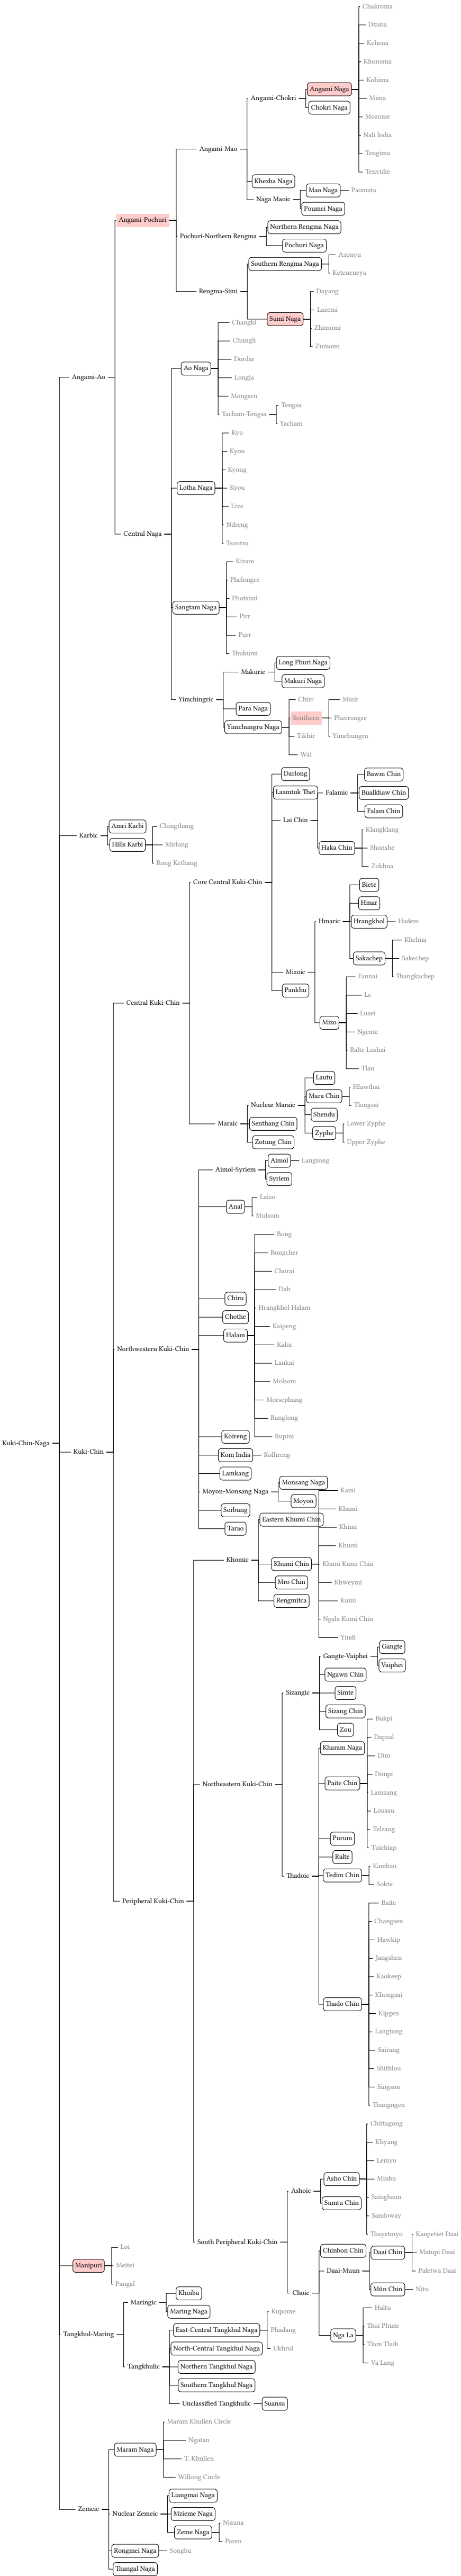 Chakroma
Dzuna
Kehena
Khonoma
Kohima
Angami Naga
Mima
Angami-Chokri
Chokri Naga
Mozome
Nali India
Angami-Mao
Tengima
Tenyidie
Khezha Naga
Mao Naga
Paomata
Naga Maoic
Poumei Naga
Angami-Pochuri
Northern Rengma Naga
Pochuri-Northern Rengma
Pochuri Naga
Azonyu
Southern Rengma Naga
Keteneneyu
Rengma-Simi
Dayang
Lazemi
Sumi Naga
Zhimomi
Zumomi
Changki
Chungli
Dordar
Ao Naga
Angami-Ao
Longla
Mongsen
Tengsa
Yacham-Tengsa
Yacham
Kyo
Kyon
Kyong
Lotha Naga
Kyou
Live
Ndreng
Central Naga
Tsontsu
Kizare
Phelongre
Photsimi
Sangtam Naga
Pirr
Purr
Thukumi
Long Phuri Naga
Makuric
Makuri Naga
Yimchingric
Chirr
Minir
Para Naga
Southern
Pherrongre
Yimchungru Naga
Tikhir
Yimchungru
Wai
Darlong
Bawm Chin
Laamtuk Thet
Falamic
Bualkhaw Chin
Falam Chin
Lai Chin
Amri Karbi
Chingthang
Klangklang
Karbic
Hills Karbi
Mirlong
Haka Chin
Shonshe
Rong Kethang
Zokhua
Core Central Kuki-Chin
Biete
Hmar
Hmaric
Hrangkhol
Hadem
Khelma
Sakachep
Sakechep
Mizoic
Thangkachep
Fannai
Pankhu
Le
Central Kuki-Chin
Lusei
Mizo
Ngente
Ralte Lushai
Tlau
Lautu
Hlawthai
Mara Chin
Nuclear Maraic
Tlongsai
Shendu
Maraic
Senthang Chin
Lower Zyphe
Zyphe
Zotung Chin
Upper Zyphe
Aimol
Langrong
Aimol-Syriem
Syriem
Laizo
Anal
Mulsom
Bong
Bongcher
Chorai
Dab
Chiru
Hrangkhol Halam
Chothe
Kaipeng
Halam
Kaloi
Northwestern Kuki-Chin
Lankai
Molsom
Morsephang
Ranglong
Koireng
Rupini
Kuki-Chin-Naga
Kuki-Chin
Kom India
Kolhreng
Lamkang
Monsang Naga
Moyon-Monsang Naga
Kami
Moyon
Sorbung
Khami
Eastern Khumi Chin
Tarao
Khimi
Khumi
Khomic
Khumi Chin
Khuni Kumi Chin
Mro Chin
Khweymi
Rengmitca
Kumi
Ngala Kumi Chin
Yindi
Gangte
Gangte-Vaiphei
Vaiphei
Ngawn Chin
Sizangic
Simte
Sizang Chin
Bukpi
Zou
Dapzal
Kharam Naga
Dim
Northeastern Kuki-Chin
Paite Chin
Dimpi
Lamzang
Lousau
Telzang
Purum
Tuichiap
Ralte
Kamhau
Thadoic
Tedim Chin
Sokte
Peripheral Kuki-Chin
Baite
Changsen
Hawkip
Jangshen
Kaokeep
Khongzai
Thado Chin
Kipgen
Langiung
Sairang
Shithlou
Singson
Thangngen
Chittagong
Khyang
Lemyo
Asho Chin
Minbu
Ashoic
Saingbaun
Sumtu Chin
Sandoway
Thayetmyo
Kanpetlet Daai
South Peripheral Kuki-Chin
Chinbon Chin
Daai Chin
Matupi Daai
Loi
Manipuri
Meitei
Daai-Muun
Paletwa Daai
Pangal
Mün Chin
Nitu
Choic
Khoibu
Maringic
Haltu
Maring Naga
Kupome
Thui Phum
East-Central Tangkhul Naga
Phadang
Tangkhul-Maring
Nga La
Tlam Tlaih
North-Central Tangkhul Naga
Ukhrul
Va Lang
Tangkhulic
Northern Tangkhul Naga
Southern Tangkhul Naga
Unclassified Tangkhulic
Suansu
Maram Khullen Circle
Ngatan
Maram Naga
T. Khullen
Willong Circle
Liangmai Naga
Zemeic
Nuclear Zemeic
Mzieme Naga
Njauna
Zeme Naga
Paren
Rongmei Naga
Songbu
Thangal Naga